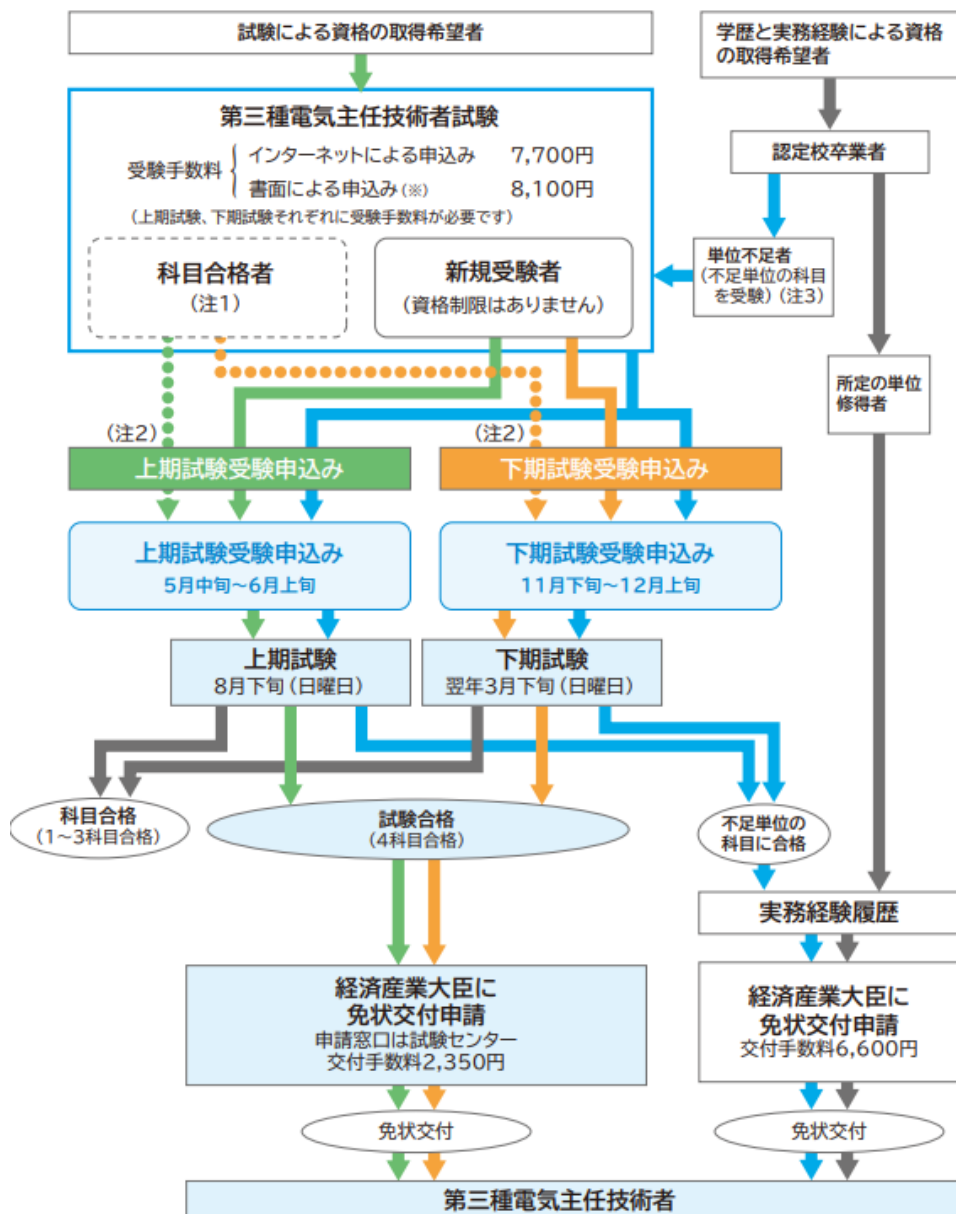 試験による資格の取得希望者
学歴と実務経験による資格
の取得希望者
第三種電気主任技術者試験
受験手数料
インターネットによる申込み 7,700円
書面による申込み(※) 8,100円
(上期試験、下期試験それぞれに受験手数料が必要です)
認定校卒業者
科目合格者
(注1)
新規受験者
(資格制限はありません)
単位不足者
(不足単位の科目
を受験)(注3)
所定の単位
修得者
(注2)
(注2)
上期試験受験申込み
下期試験受験申込み
上期試験受験申込み
5月中旬～6月上旬
下期試験受験申込み
11月下旬～12月上旬
上期試験
8月下旬(日曜日)
下期試験
翌年3月下旬(日曜日)
科目合格
(1～3科目合格)
試験合格
(4科目合格)
不足単位の
科目に合格
実務経験履歴
経済産業大臣に
免状交付申請
申請窓口は試験センター
交付手数料2,350円
経済産業大臣に
免状交付申請
交付手数料6,600円
免状交付
免状交付
第三種電気主任技術者